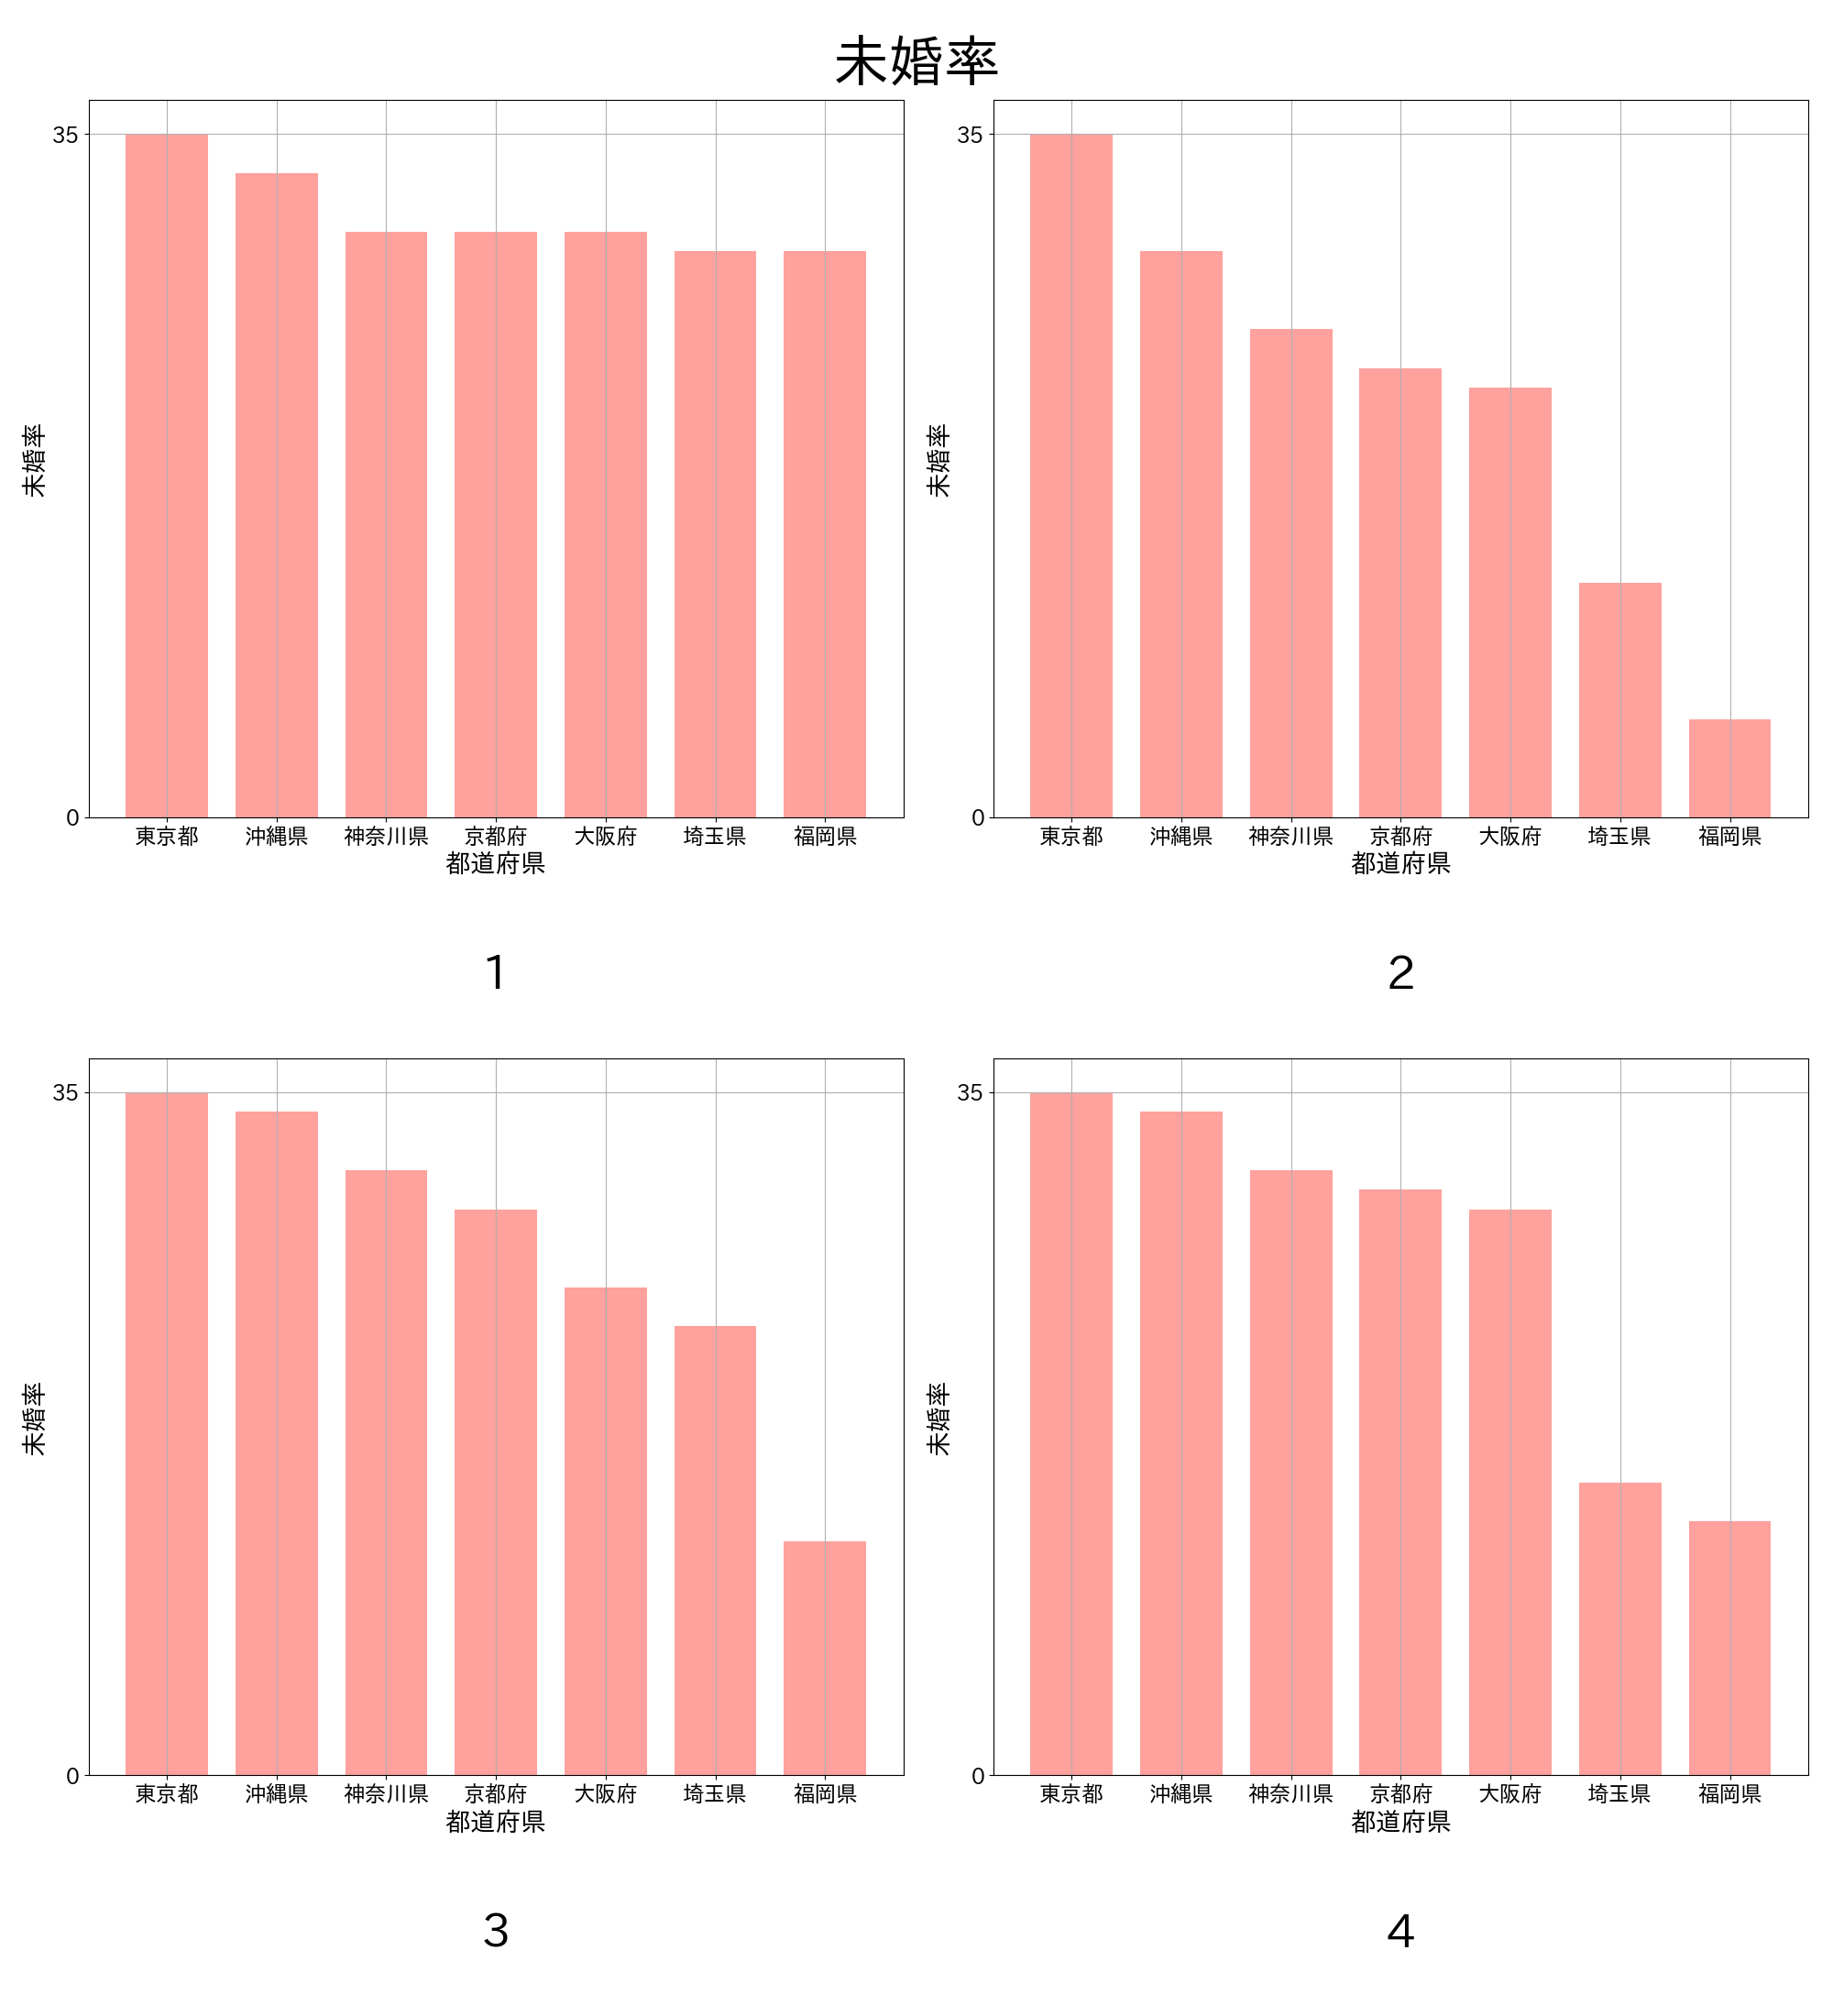 未婚率
35
0
未婚率
東京都 沖縄県 神奈川県 京都府 大阪府 埼玉県 福岡県
都道府県
1
35
0
未婚率
東京都 沖縄県 神奈川県 京都府 大阪府 埼玉県 福岡県
都道府県
2
35
0
未婚率
東京都 沖縄県 神奈川県 京都府 大阪府 埼玉県 福岡県
都道府県
3
35
0
未婚率
東京都 沖縄県 神奈川県 京都府 大阪府 埼玉県 福岡県
都道府県
4